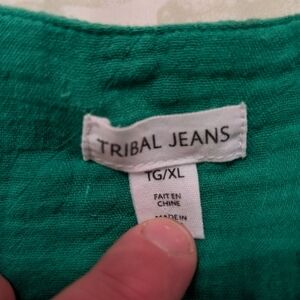 TRIBAL JEANS
TG/XL
FAIT EN
CHINE
MADE IN